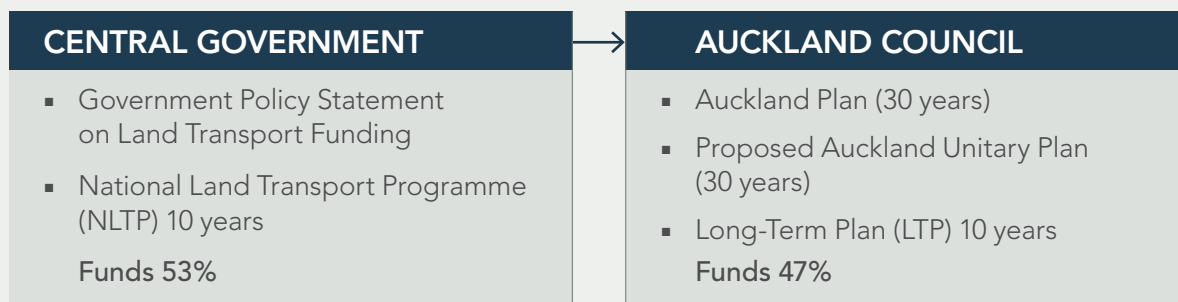 CENTRAL GOVERNMENT
▪ Government Policy Statement
on Land Transport Funding
▪ National Land Transport Programme
(NLTP) 10 years
Funds 53%
AUCKLAND COUNCIL
▪ Auckland Plan (30 years)
▪ Proposed Auckland Unitary Plan
(30 years)
▪ Long-Term Plan (LTP) 10 years
Funds 47%